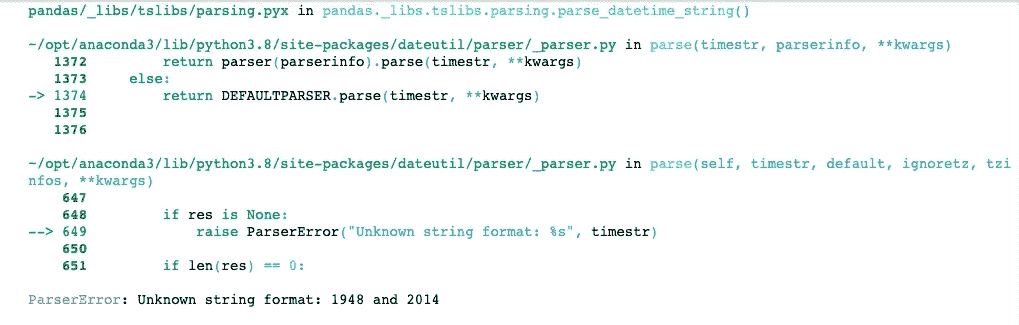 pandas/_libs/tslibs/parsing.pyx in pandas._libs.tslibs.parsing.parse_datetime_string()
~/opt/anaconda3/lib/python3.8/site-packages/dateutil/parser/_parser.py in parse(timestr, parserinfo, **kwargs)
1372         return parser(parserinfo).parse(timestr, **kwargs)
1373     else:
-> 1374         return DEFAULTPARSER.parse(timestr, **kwargs)
1375
1376
~/opt/anaconda3/lib/python3.8/site-packages/dateutil/parser/_parser.py in parse(self, timestr, default, ignoretz, tzi
nfos, **kwargs)
647
648         if res is None:
--> 649             raise ParserError("Unknown string format: %s", timestr)
650
651         if len(res) == 0:
ParserError: Unknown string format: 1948 and 2014